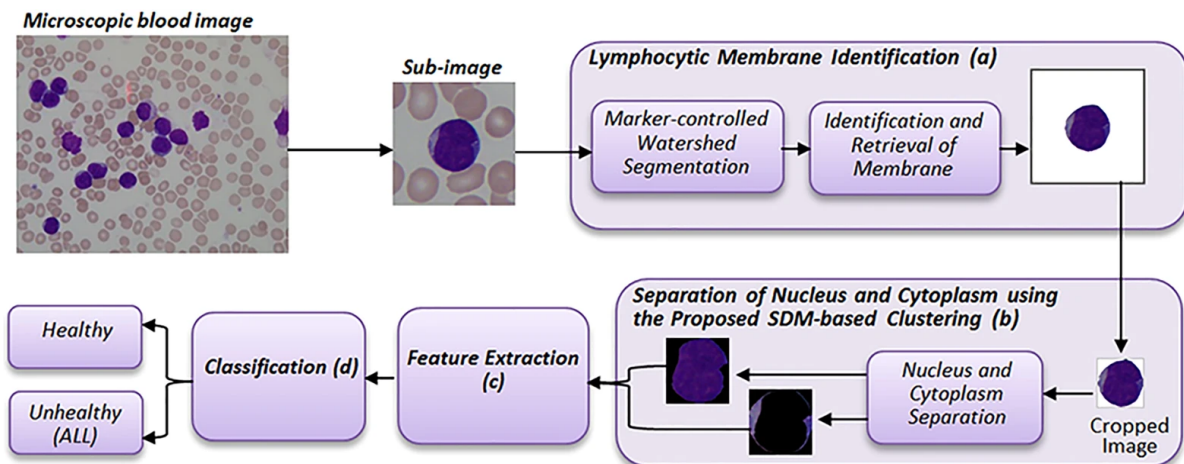 Microscopic blood image
Sub-image
Lymphocytic Membrane Identification (a)
Marker-controlled
Watershed
Segmentation
Identification and
Retrieval of
Membrane
Separation of Nucleus and Cytoplasm using
the Proposed SDM-based Clustering (b)
Nucleus and
Cytoplasm
Separation
Cropped
Image
Feature Extraction
(c)
Classification (d)
Healthy
Unhealthy
(ALL)